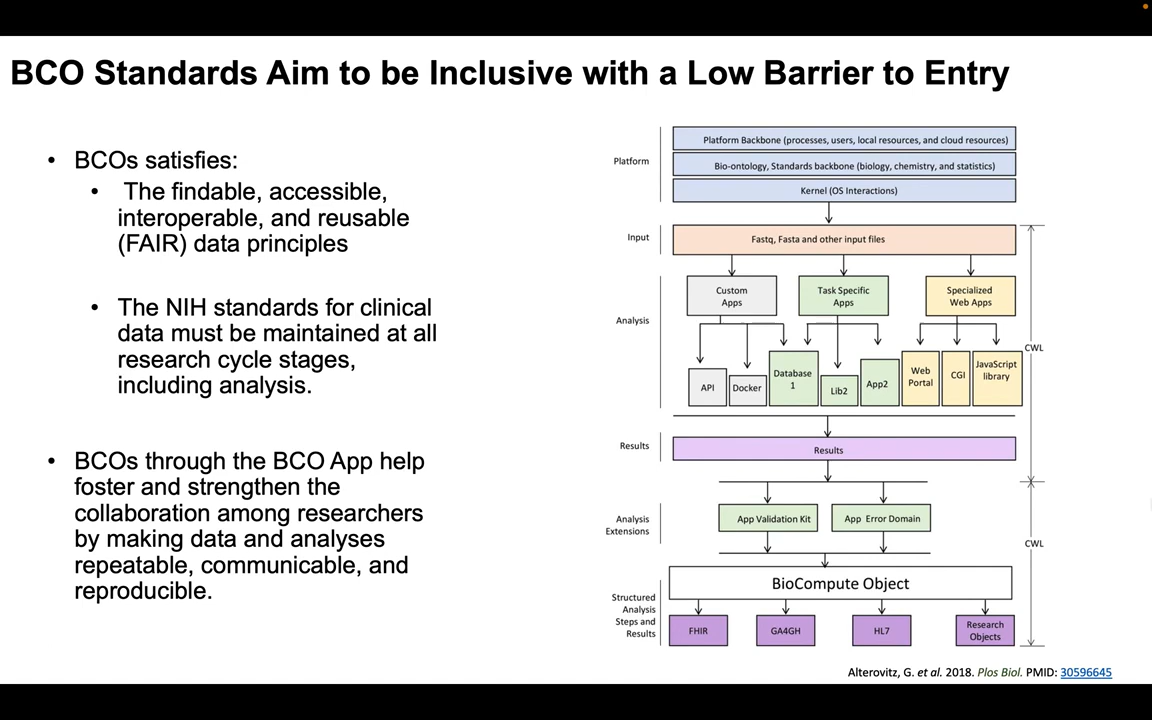 BCO Standards Aim to be Inclusive with a Low Barrier to Entry
• BCOs satisfies:
• The findable, accessible,
interoperable, and reusable
(FAIR) data principles
• The NIH standards for clinical
data must be maintained at all
research cycle stages,
including analysis.
• BCOs through the BCO App help
foster and strengthen the
collaboration among researchers
by making data and analyses
repeatable, communicable, and
reproducible.
Platform
Platform Backbone (processes, users, local resources, and cloud resources)
Bio-ontology, Standards backbone (biology, chemistry, and statistics)
Kernel (OS Interactions)
Input
Fastq, Fasta and other input files
Analysis
Custom
Apps
Task Specific
Apps
Specialized
Web Apps
API
Docker
Database
1
Lib2
App2
Web
Portal
CGI
JavaScript
library
CWL
Results
Results
Analysis
Extensions
App Validation Kit
App Error Domain
CWL
BioCompute Object
Structured
Analysis
Steps and
Results
FHIR
GA4GH
HL7
Research
Objects
Alterovitz, G. et al. 2018. Plos Biol. PMID: 30596645